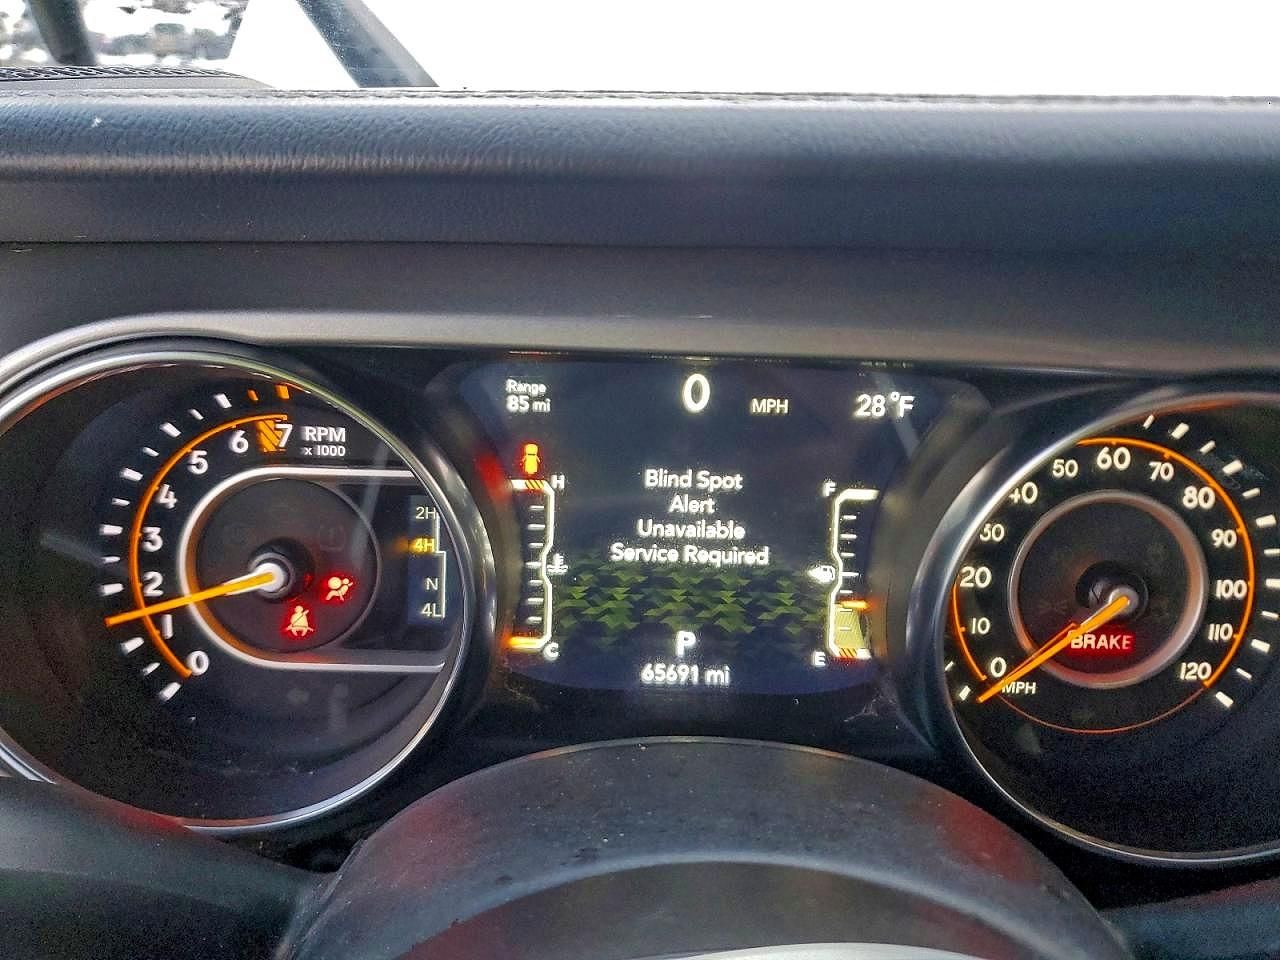 Range
85 mi
0
MPH
28°F
7
RPM
x 1000
6
5
4
3
2
1
0
2H
4H
N
4L
H
C
Blind Spot
Alert
Unavailable
Service Required
F
E
P
65691 mi
0
10
20
30
40
50
60
70
80
90
100
110
120
MPH
BRAKE